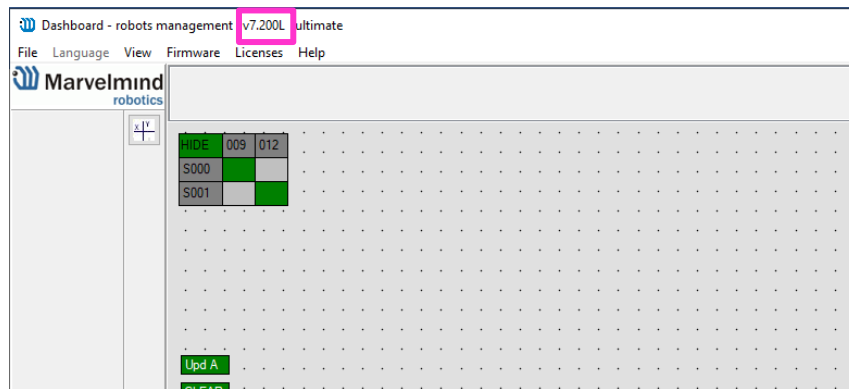 Dashboard - robots management v7.200L ultimate
File Language View Firmware Licenses Help
Marvelmind
robotics
X Y
HIDE 009 012
S000
S001
Upd A
CLEAR